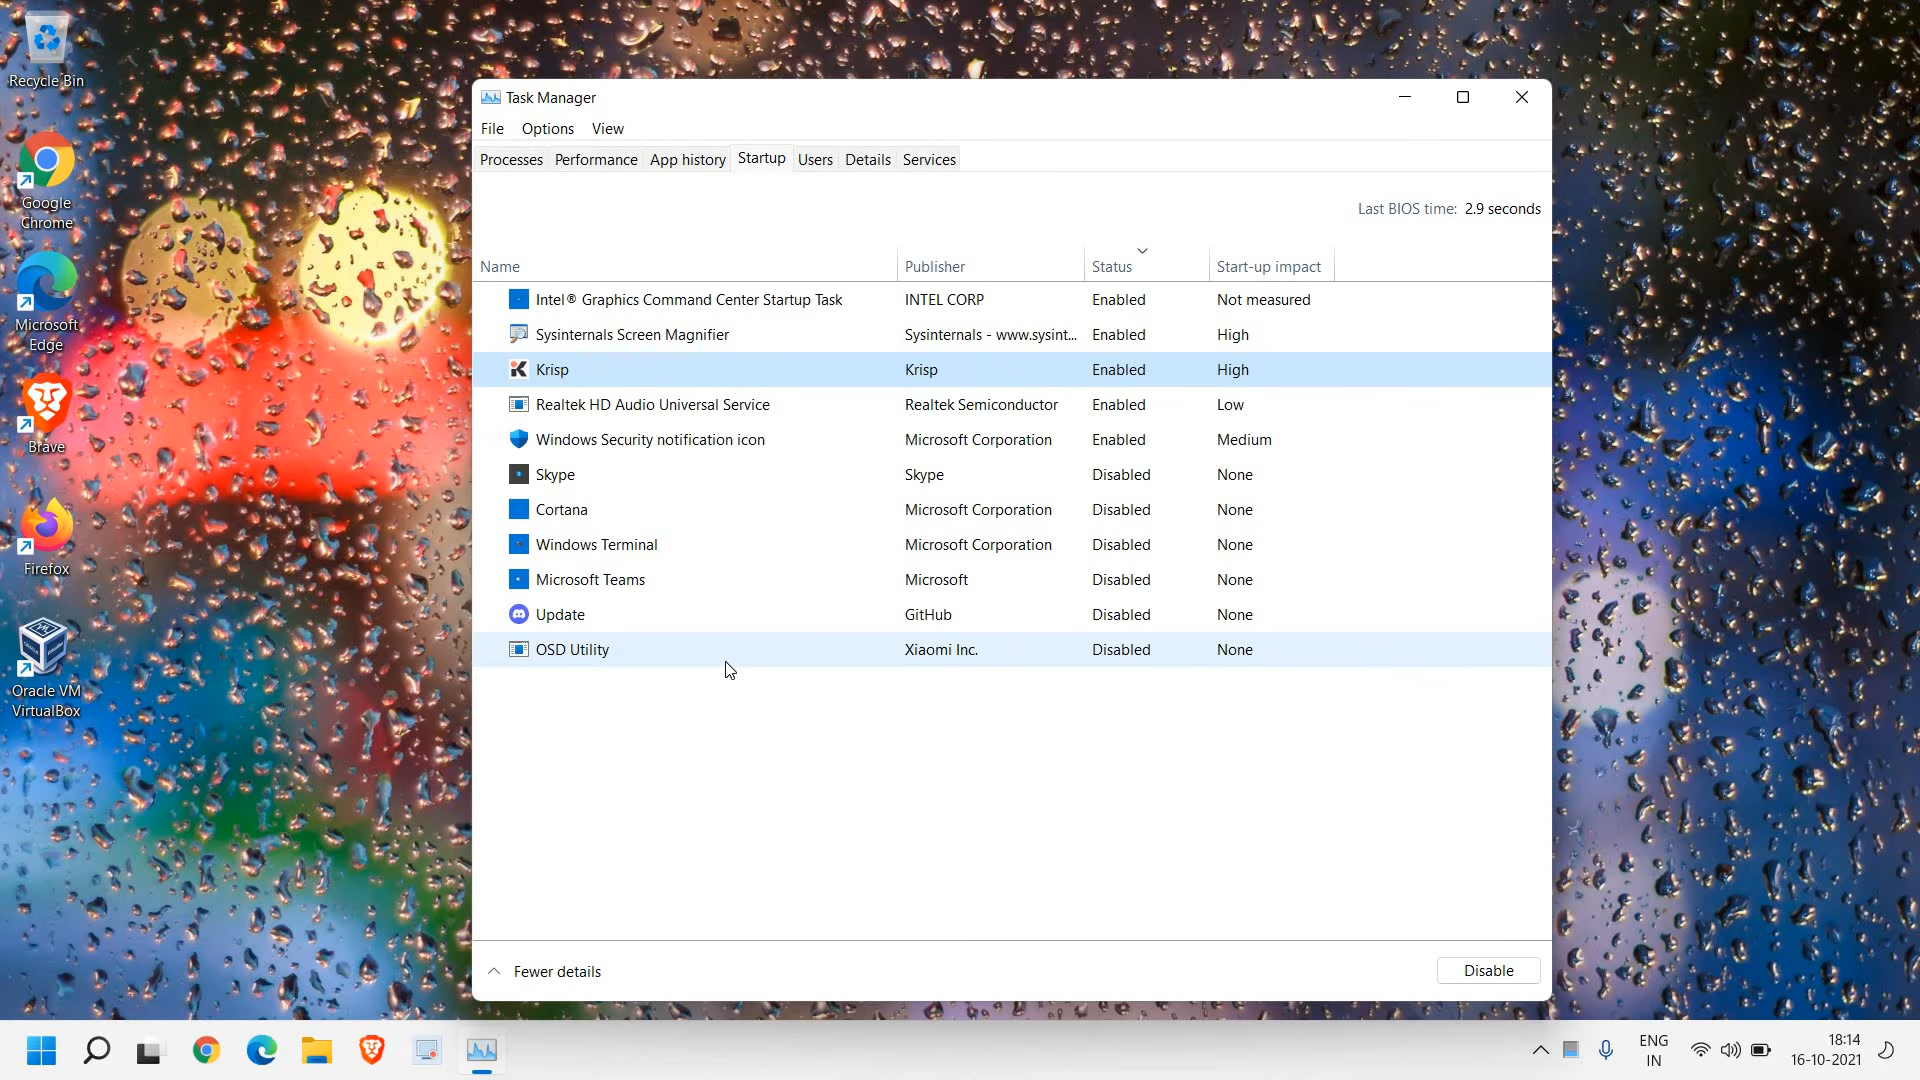 Recycle Bin
Google
Chrome
Microsoft
Edge
Brave
Firefox
Oracle VM
VirtualBox
Task Manager
File Options View
Processes Performance App history Startup Users Details Services
Last BIOS time: 2.9 seconds
Name Publisher Status Start-up impact
Intel® Graphics Command Center Startup Task INTEL CORP Enabled Not measured
Sysinternals Screen Magnifier Sysinternals - www.sysint... Enabled High
Krisp Krisp Enabled High
Realtek HD Audio Universal Service Realtek Semiconductor Enabled Low
Windows Security notification icon Microsoft Corporation Enabled Medium
Skype Skype Disabled None
Cortana Microsoft Corporation Disabled None
Windows Terminal Microsoft Corporation Disabled None
Microsoft Teams Microsoft Disabled None
Update GitHub Disabled None
OSD Utility Xiaomi Inc. Disabled None
Fewer details Disable
ENG
IN
18:14
16-10-2021